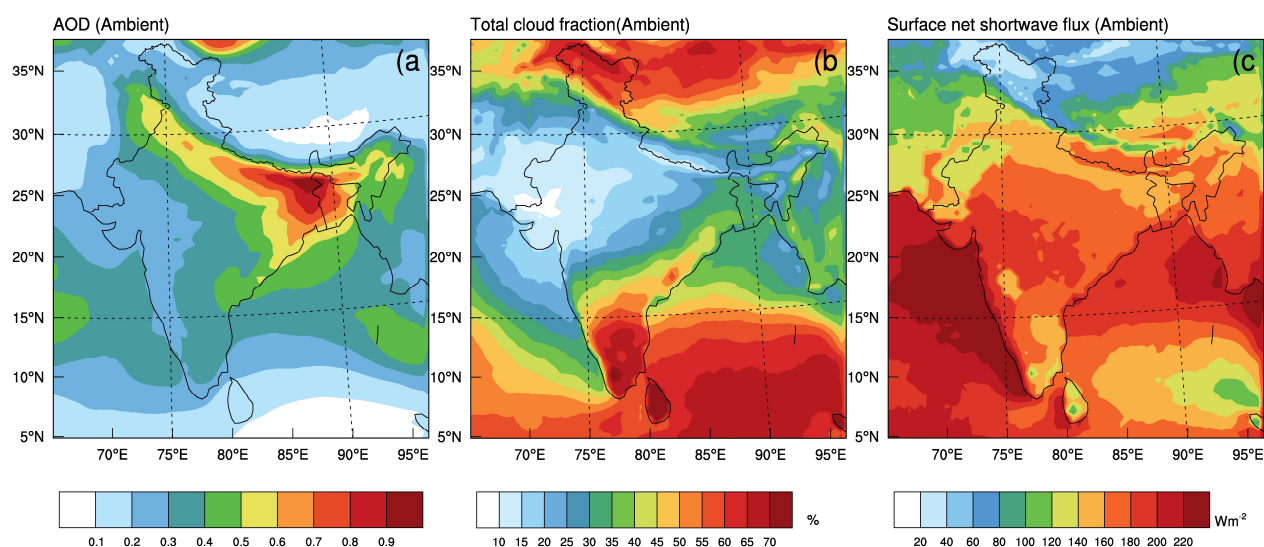 AOD (Ambient)
(a
35°N
30°N
25°N
20°N
15°N
10°N
5°N
70°E 75°E 80°E 85°E 90°E 95°E
0.1 0.2 0.3 0.4 0.5 0.6 0.7 0.8 0.9
Total cloud fraction(Ambient)
(b
35°N
30°N
25°N
20°N
15°N
10°N
5°N
70°E 75°E 80°E 85°E 90°E 95°E
10 15 20 25 30 35 40 45 50 55 60 65 70
%
Surface net shortwave flux (Ambient)
(c
35°N
30°N
25°N
20°N
15°N
10°N
5°N
70°E 75°E 80°E 85°E 90°E 95°E
20 40 60 80 100 120 140 160 180 200 220
Wm⁻²